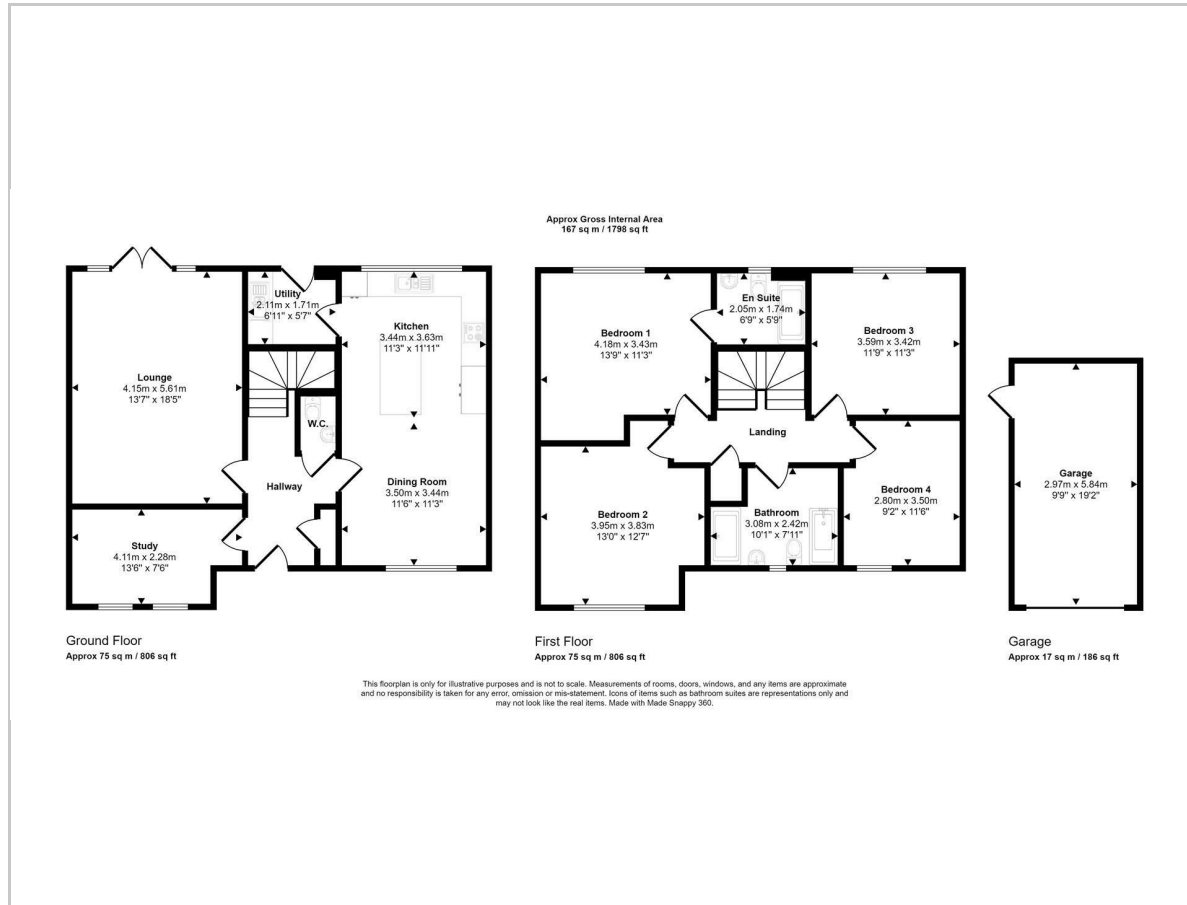 Approx Gross Internal Area
167 sq m / 1798 sq ft
Utility
2.11m x 1.71m
6'11" x 5'7"
Kitchen
3.44m x 3.63m
11'3" x 11'11"
Lounge
4.15m x 5.61m
13'7" x 18'5"
W.C.
Hallway
Dining Room
3.50m x 3.44m
11'6" x 11'3"
Study
4.11m x 2.28m
13'6" x 7'6"
Ground Floor
Approx 75 sq m / 806 sq ft
En Suite
2.05m x 1.74m
6'9" x 5'9"
Bedroom 1
4.18m x 3.43m
13'9" x 11'3"
Bedroom 3
3.59m x 3.42m
11'9" x 11'3"
Landing
Bedroom 2
3.95m x 3.83m
13'0" x 12'7"
Bathroom
3.08m x 2.42m
10'1" x 7'11"
Bedroom 4
2.80m x 3.50m
9'2" x 11'6"
First Floor
Approx 75 sq m / 806 sq ft
Garage
2.97m x 5.84m
9'9" x 19'2"
Garage
Approx 17 sq m / 186 sq ft
This floorplan is only for illustrative purposes and is not to scale. Measurements of rooms, doors, windows, and any items are approximate
and no responsibility is taken for any error, omission or mis-statement. Icons of items such as bathroom suites are representations only and
may not look like the real items. Made with Made Snappy 360.